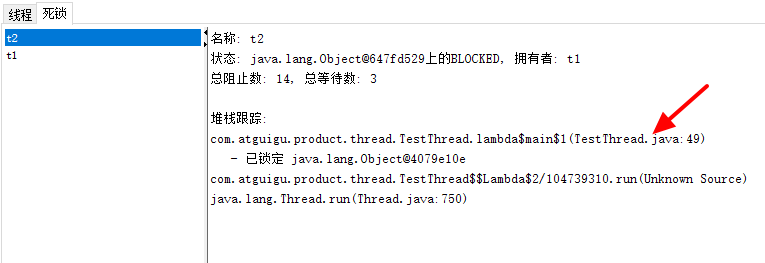 线程 死锁
t2
t1
名称: t2
状态: java.lang.Object@647fd529上的BLOCKED, 拥有者: t1
总阻止数: 14, 总等待数: 3
堆栈跟踪:
com.atguigu.product.thread.TestThread.lambda$main$1(TestThread.java:49)
- 已锁定 java.lang.Object@4079e10e
com.atguigu.product.thread.TestThread$$Lambda$2/104739310.run(Unknown Source)
java.lang.Thread.run(Thread.java:750)